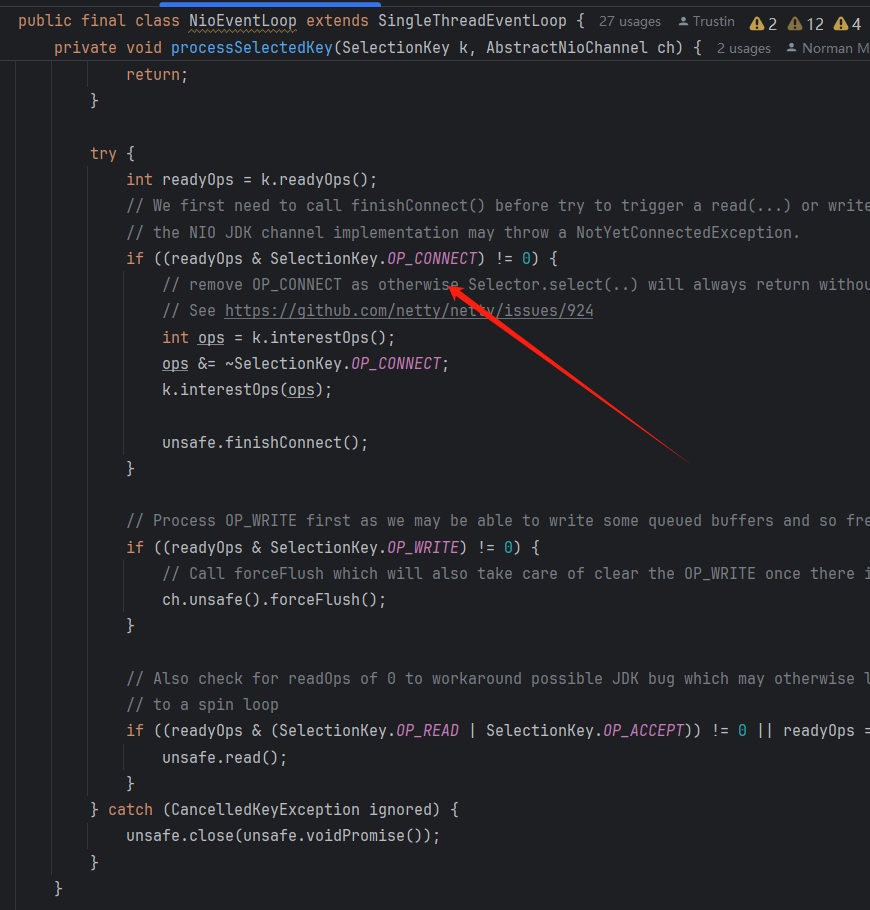 public final class NioEventLoop extends SingleThreadEventLoop { 27 usages Trustin 2 12 4
private void processSelectedKey(SelectionKey k, AbstractNioChannel ch) { 2 usages Norman M
return;
}
try {
int readyOps = k.readyOps();
// We first need to call finishConnect() before try to trigger a read(...) or write
// the NIO JDK channel implementation may throw a NotYetConnectedException.
if ((readyOps & SelectionKey.OP_CONNECT) != 0) {
// remove OP_CONNECT as otherwise Selector.select(..) will always return withou
// See https://github.com/netty/netty/issues/924
int ops = k.interestOps();
ops &= ~SelectionKey.OP_CONNECT;
k.interestOps(ops);
unsafe.finishConnect();
}
// Process OP_WRITE first as we may be able to write some queued buffers and so fre
if ((readyOps & SelectionKey.OP_WRITE) != 0) {
// Call forceFlush which will also take care of clear the OP_WRITE once there i
ch.unsafe().forceFlush();
}
// Also check for readOps of 0 to workaround possible JDK bug which may otherwise l
// to a spin loop
if ((readyOps & (SelectionKey.OP_READ | SelectionKey.OP_ACCEPT)) != 0 || readyOps =
unsafe.read();
}
} catch (CancelledKeyException ignored) {
unsafe.close(unsafe.voidPromise());
}
}